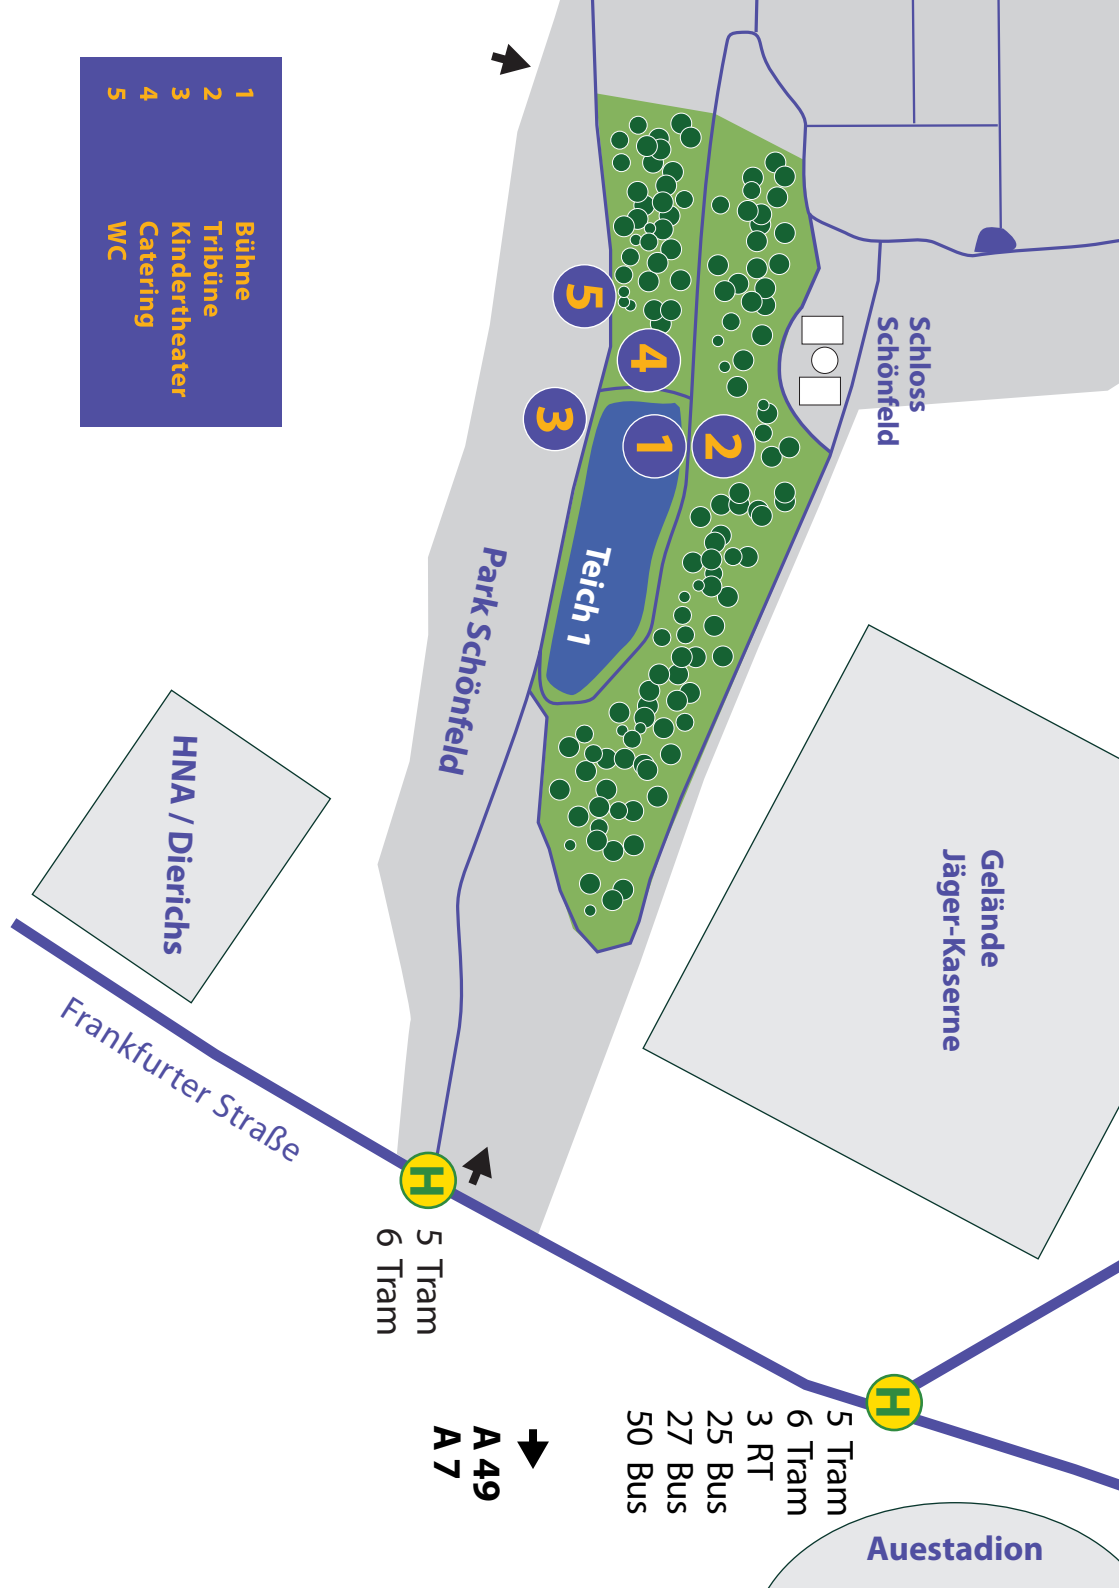 1 Bühne
2 Tribüne
3 Kindertheater
4 Catering
5 WC
Schloss
Schönfeld
5
4
3
1
2
Teich 1
Park Schönfeld
HNA / Dierichs
Gelände
Jäger-Kaserne
Frankfurter Straße
H
5 Tram
6 Tram
H
5 Tram
6 Tram
3 RT
25 Bus
27 Bus
50 Bus
A 49
A 7
Auestadion